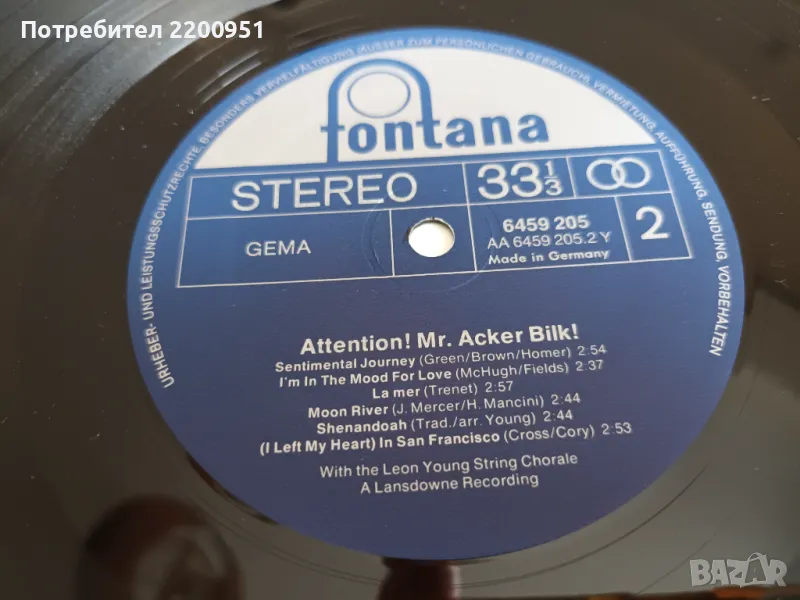 Потребител 2200951
URHEBER- UND LEISTUNGSSCHUTZRECHTE, BESONDERS VERVIELFÄLTIGUNG (AUSSER ZUM PERSÖNLICHEN GEBRAUCH), VERMIETUNG, AUFFÜHRUNG, SENDUNG, VORBEHALTEN
fontana
STEREO 33 1/3
GEMA
6459 205
AA 6459 205.2 Y
Made in Germany
2
Attention! Mr. Acker Bilk!
Sentimental Journey (Green/Brown/Homer) 2:54
I'm In The Mood For Love (McHugh/Fields) 2:37
La mer (Trenet) 2:57
Moon River (J. Mercer/H. Mancini) 2:44
Shenandoah (Trad./arr. Young) 2:44
(I Left My Heart) In San Francisco (Cross/Cory) 2:53
With the Leon Young String Chorale
A Lansdowne Recording
BAZAR